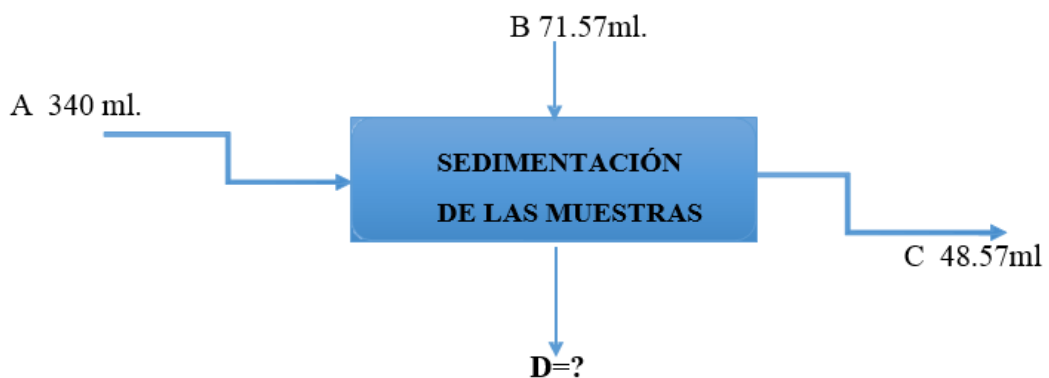 B 71.57ml.
A 340 ml.
SEDIMENTACIÓN
DE LAS MUESTRAS
C 48.57ml
D=?